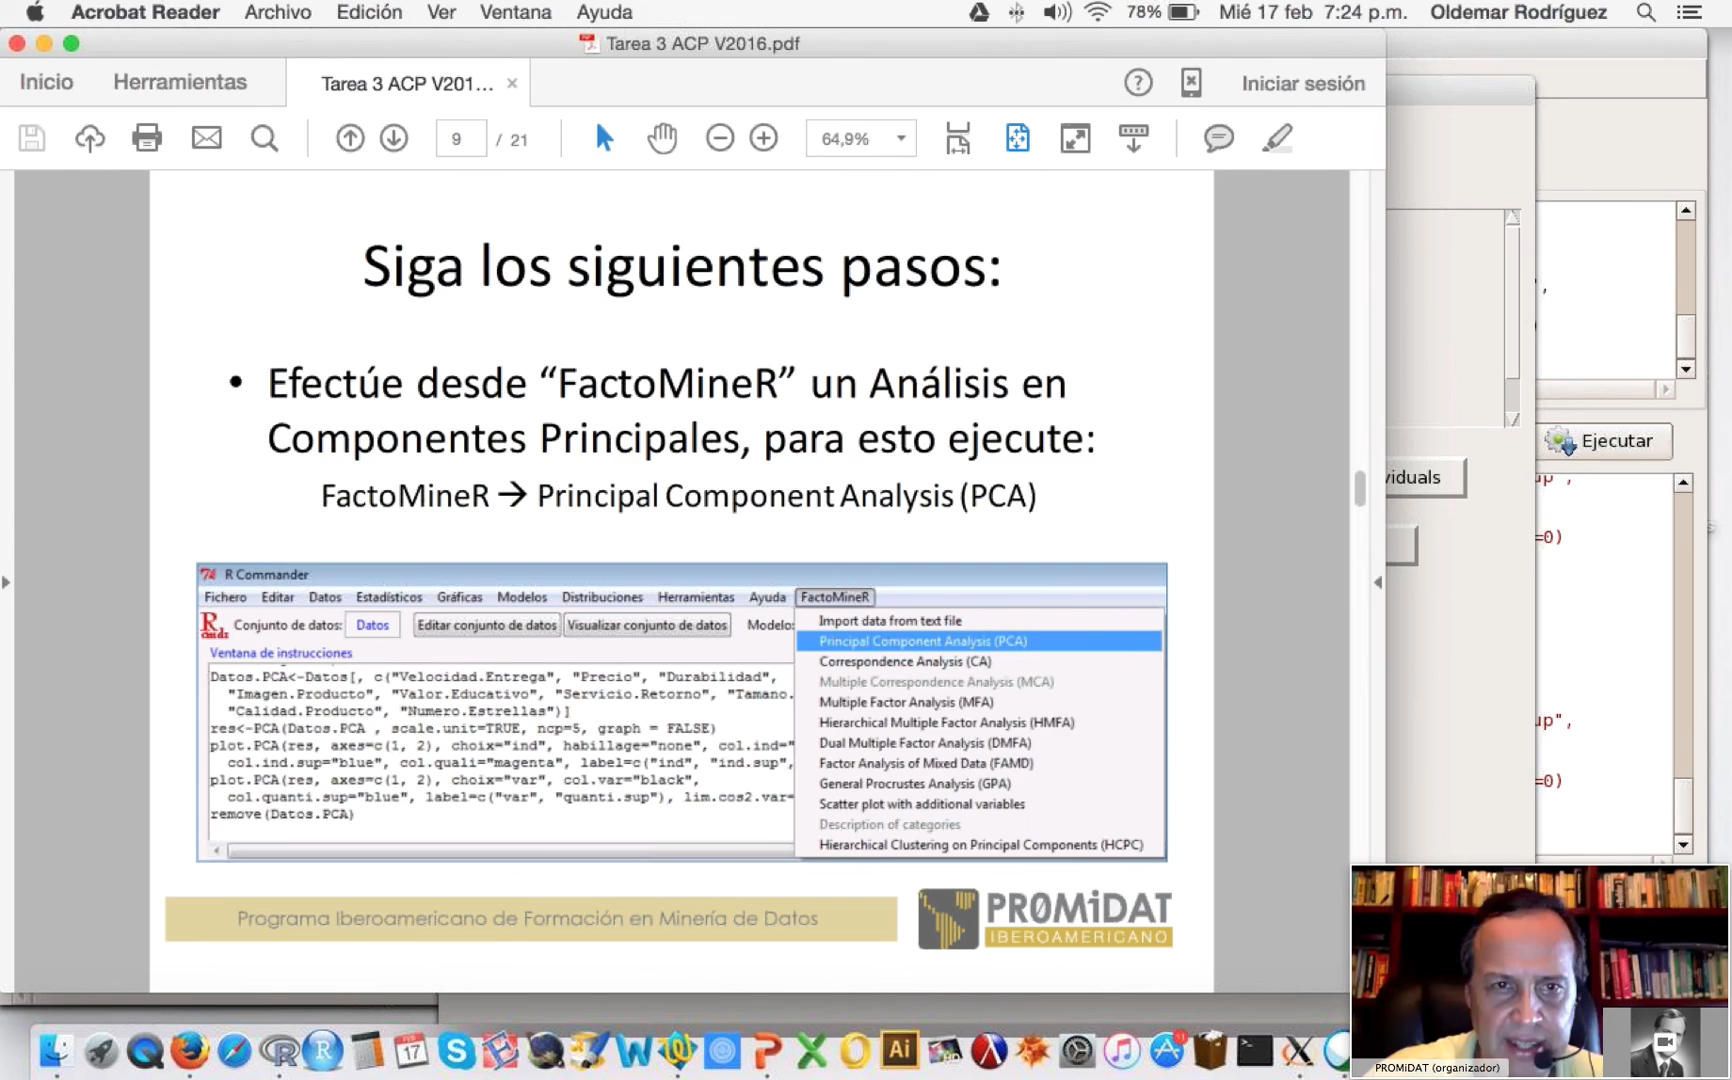 Acrobat Reader Archivo Edición Ver Ventana Ayuda 78% Mié 17 feb 7:24 p.m. Oldemar Rodríguez
Tarea 3 ACP V2016.pdf
Inicio Herramientas Tarea 3 ACP V201... × Iniciar sesión
9 / 21 64,9%
Siga los siguientes pasos:
• Efectúe desde “FactoMineR” un Análisis en
Componentes Principales, para esto ejecute:
FactoMineR → Principal Component Analysis (PCA)
R Commander
Fichero Editar Datos Estadísticos Gráficas Modelos Distribuciones Herramientas Ayuda FactoMineR
Rcmdr Conjunto de datos: Datos Editar conjunto de datos Visualizar conjunto de datos Modelo:
Ventana de instrucciones
Datos.PCA<-Datos[, c("Velocidad.Entrega", "Precio", "Durabilidad",
"Imagen.Producto", "Valor.Educativo", "Servicio.Retorno", "Tamano.
"Calidad.Producto", "Numero.Estrellas")]
res<-PCA(Datos.PCA , scale.unit=TRUE, ncp=5, graph = FALSE)
plot.PCA(res, axes=c(1, 2), choix="ind", habillage="none", col.ind="
col.ind.sup="blue", col.quali="magenta", label=c("ind", "ind.sup",
plot.PCA(res, axes=c(1, 2), choix="var", col.var="black",
col.quanti.sup="blue", label=c("var", "quanti.sup"), lim.cos2.var=
remove(Datos.PCA)
Import data from text file
Principal Component Analysis (PCA)
Correspondence Analysis (CA)
Multiple Correspondence Analysis (MCA)
Multiple Factor Analysis (MFA)
Hierarchical Multiple Factor Analysis (HMFA)
Dual Multiple Factor Analysis (DMFA)
Factor Analysis of Mixed Data (FAMD)
General Procrustes Analysis (GPA)
Scatter plot with additional variables
Description of categories
Hierarchical Clustering on Principal Components (HCPC)
Programa Iberoamericano de Formación en Minería de Datos
PR0MiDAT
IBEROAMERICANO
Ejecutar
viduals
=0)
up",
=0)
17
Ai
PROMiDAT (organizador)